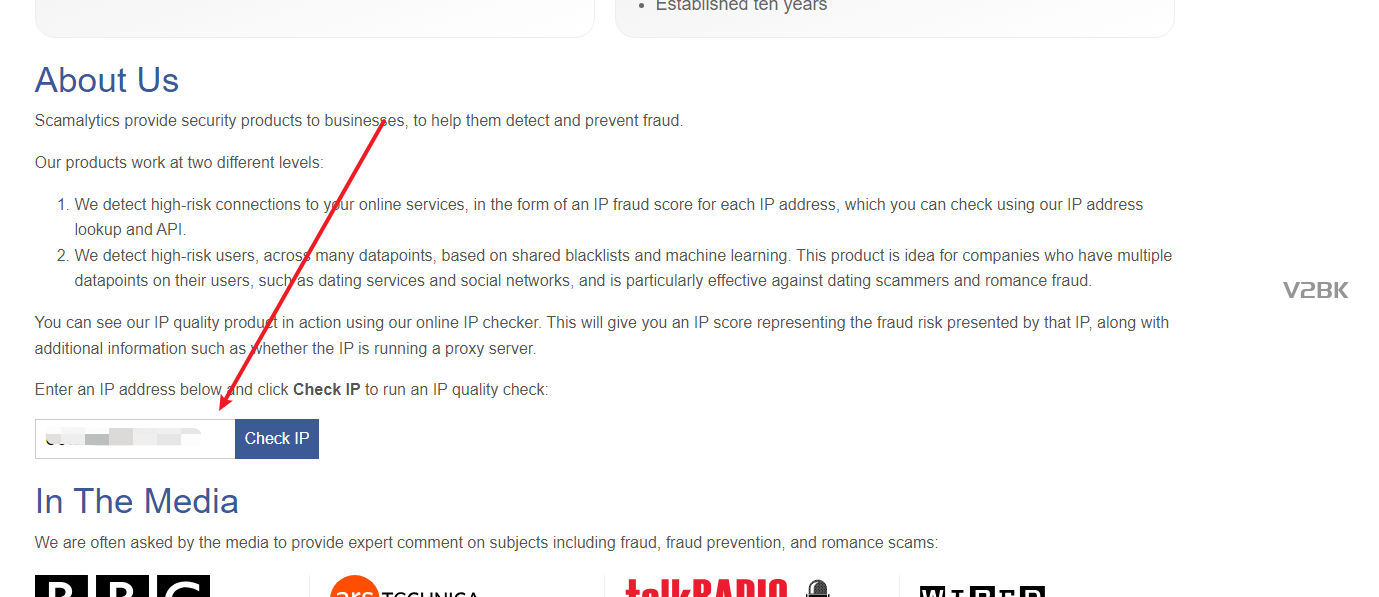 Established ten years
About Us
Scamalytics provide security products to businesses, to help them detect and prevent fraud.
Our products work at two different levels:
1. We detect high-risk connections to your online services, in the form of an IP fraud score for each IP address, which you can check using our IP address
lookup and API.
2. We detect high-risk users, across many datapoints, based on shared blacklists and machine learning. This product is idea for companies who have multiple
datapoints on their users, such as dating services and social networks, and is particularly effective against dating scammers and romance fraud.
V2BK
You can see our IP quality product in action using our online IP checker. This will give you an IP score representing the fraud risk presented by that IP, along with
additional information such as whether the IP is running a proxy server.
Enter an IP address below and click Check IP to run an IP quality check:
Check IP
In The Media
We are often asked by the media to provide expert comment on subjects including fraud, fraud prevention, and romance scams:
BBC
ars TECHNICA
talkRADIO
WIRED